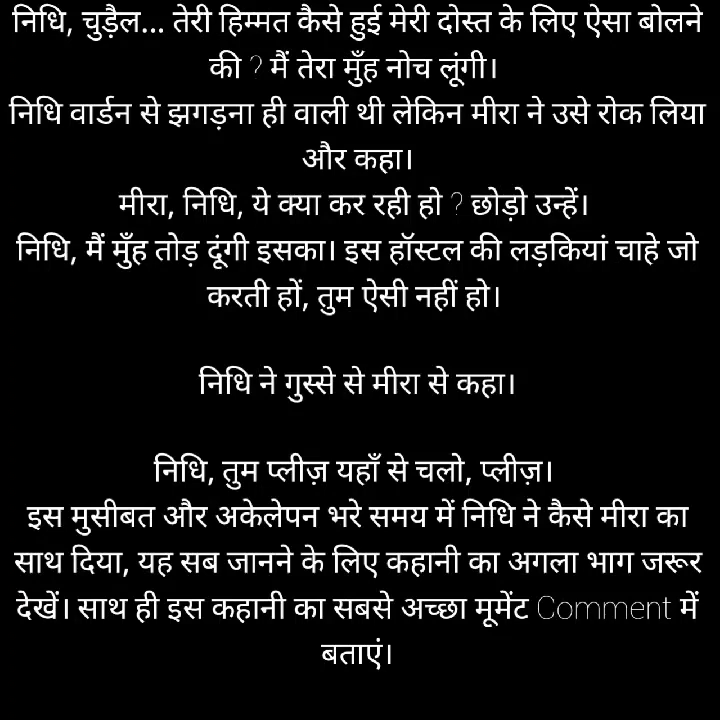 निधि, चुड़ैल... तेरी हिम्मत कैसे हुई मेरी दोस्त के लिए ऐसा बोलने
की ? मैं तेरा मुँह नोच लूंगी।
निधि वार्डन से झगड़ना ही वाली थी लेकिन मीरा ने उसे रोक लिया
और कहा।
मीरा, निधि, ये क्या कर रही हो ? छोड़ो उन्हें।
निधि, मैं मुँह तोड़ दूंगी इसका। इस हॉस्टल की लड़कियां चाहे जो
करती हों, तुम ऐसी नहीं हो।
निधि ने गुस्से से मीरा से कहा।
निधि, तुम प्लीज़ यहाँ से चलो, प्लीज़।
इस मुसीबत और अकेलेपन भरे समय में निधि ने कैसे मीरा का
साथ दिया, यह सब जानने के लिए कहानी का अगला भाग जरूर
देखें। साथ ही इस कहानी का सबसे अच्छा मूमेंट Comment में
बताएं।